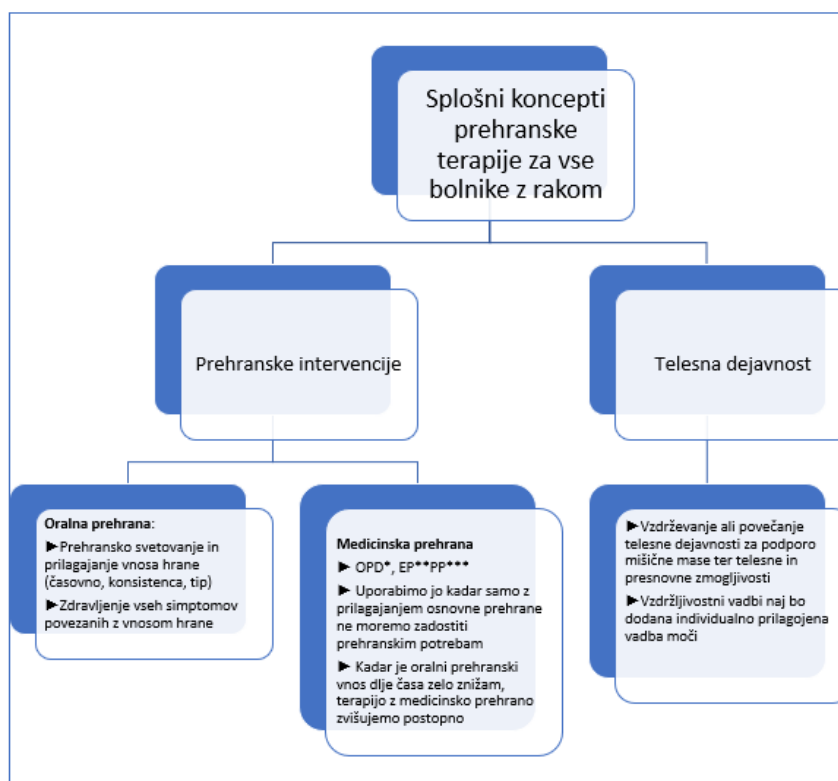 Splošni koncepti
prehranske
terapije za vse
bolnike z rakom
Prehranske intervencije
Telesna dejavnost
Oralna prehrana:
►Prehransko svetovanje in
prilagajanje vnosa hrane
(časovno, konsistenca, tip)
►Zdravljenje vseh simptomov
povezanih z vnosom hrane
Medicinska prehrana
► OPD*, EP**PP***
► Uporabimo jo kadar samo z
prilagajanjem osnovne prehrane
ne moremo zadostiti
prehranskim potrebam
► Kadar je oralni prehranski
vnos dlje časa zelo znižam,
terapijo z medicinsko prehrano
zvišujemo postopno
►Vzdrževanje ali povečanje
telesne dejavnosti za podporo
mišične mase ter telesne in
presnovne zmogljivosti
►Vzdržljivostni vadbi naj bo
dodana individualno prilagojena
vadba moči